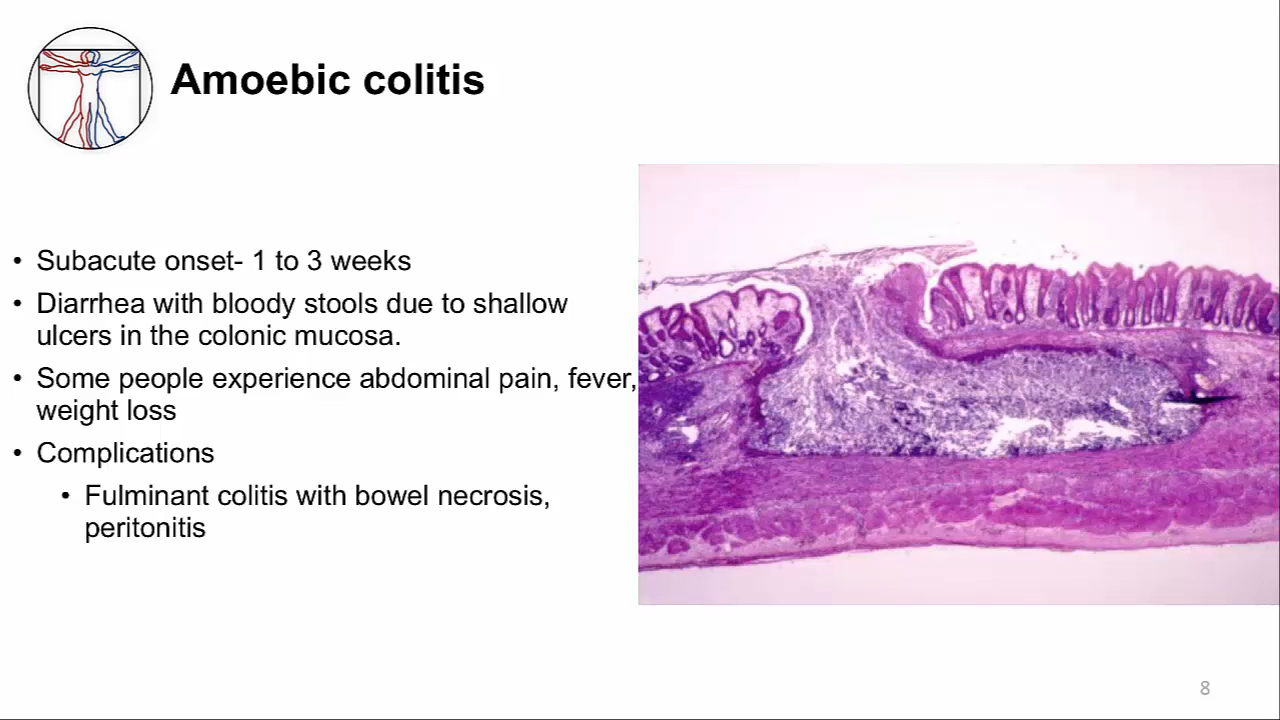 Amoebic colitis
• Subacute onset- 1 to 3 weeks
• Diarrhea with bloody stools due to shallow
ulcers in the colonic mucosa.
• Some people experience abdominal pain, fever,
weight loss
• Complications
• Fulminant colitis with bowel necrosis,
peritonitis
8